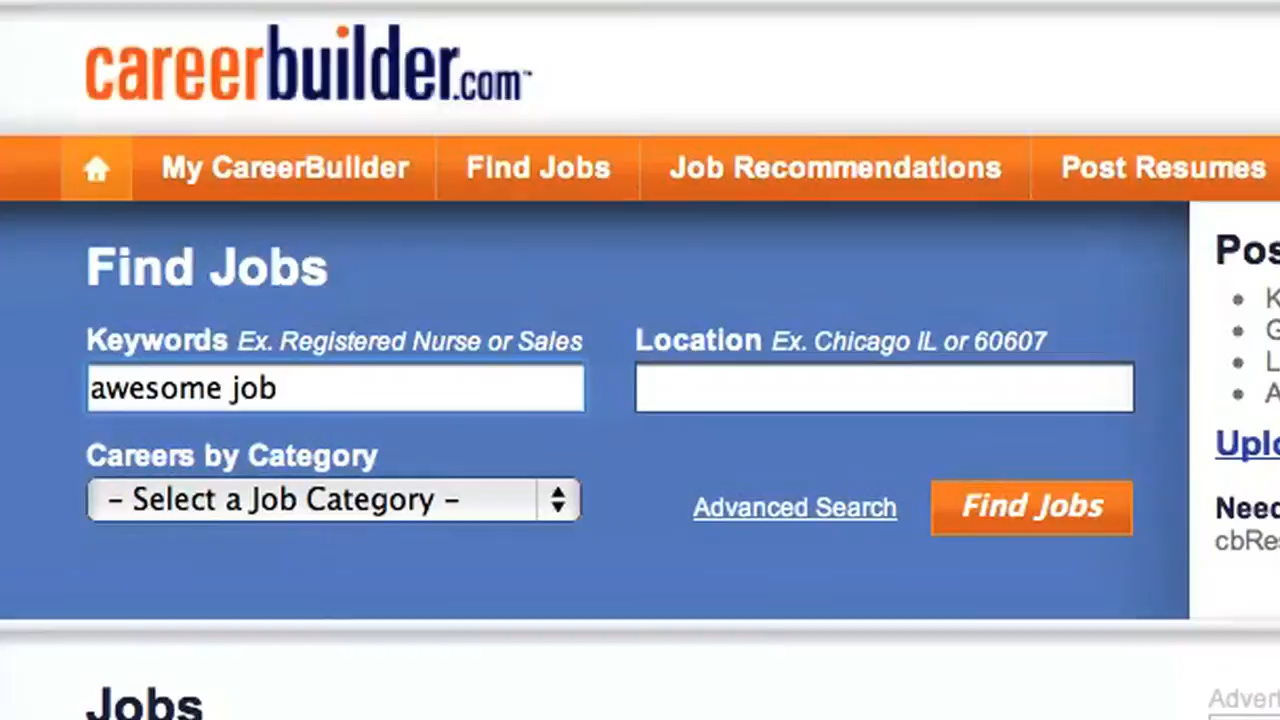 careerbuilder.com™
My CareerBuilder Find Jobs Job Recommendations Post Resumes
Find Jobs
Keywords Ex. Registered Nurse or Sales
Location Ex. Chicago IL or 60607
awesome job
Careers by Category
- Select a Job Category -
Advanced Search
Find Jobs
Pos
K
G
L
A
Uplo
Need
cbRes
Jobs
Advert